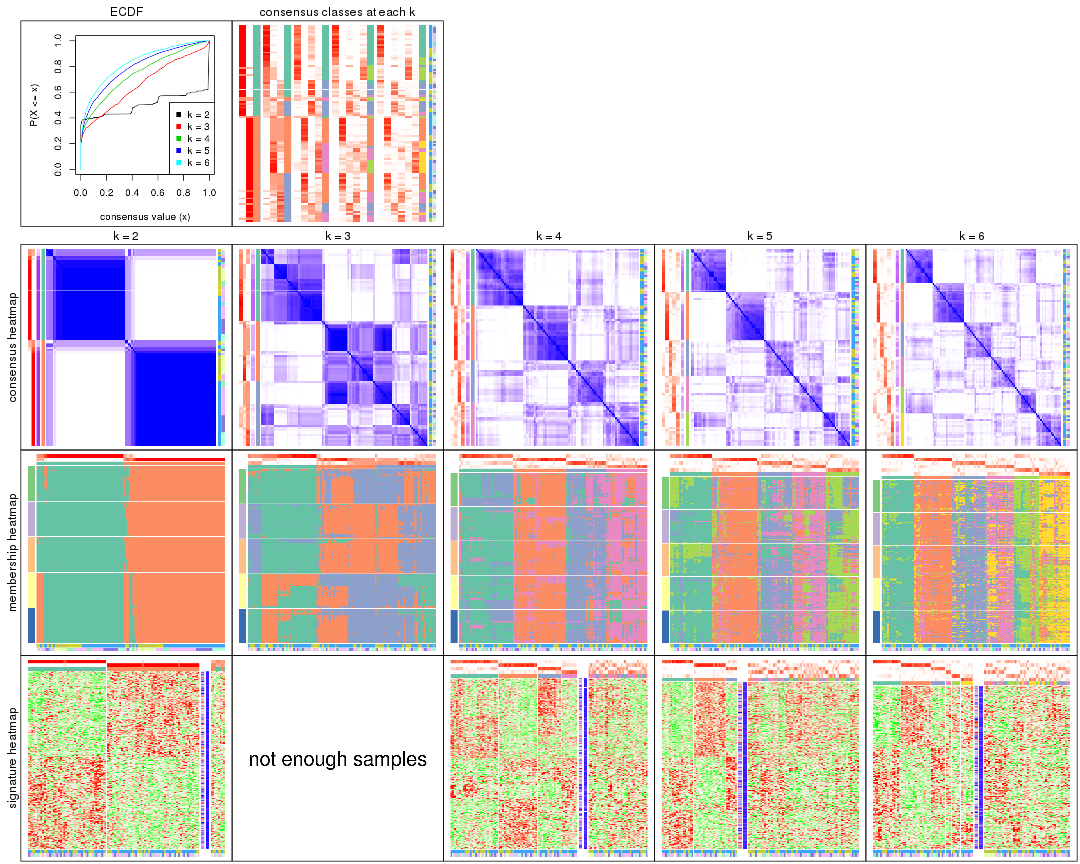 ECDF
consensus classes at each k
P(X <= x)
0.0 0.2 0.4 0.6 0.8 1.0
k = 2
k = 3
k = 4
k = 5
k = 6
0.0 0.2 0.4 0.6 0.8 1.0
consensus value (x)
k = 2
k = 3
k = 4
k = 5
k = 6
consensus heatmap
membership heatmap
signature heatmap
not enough samples